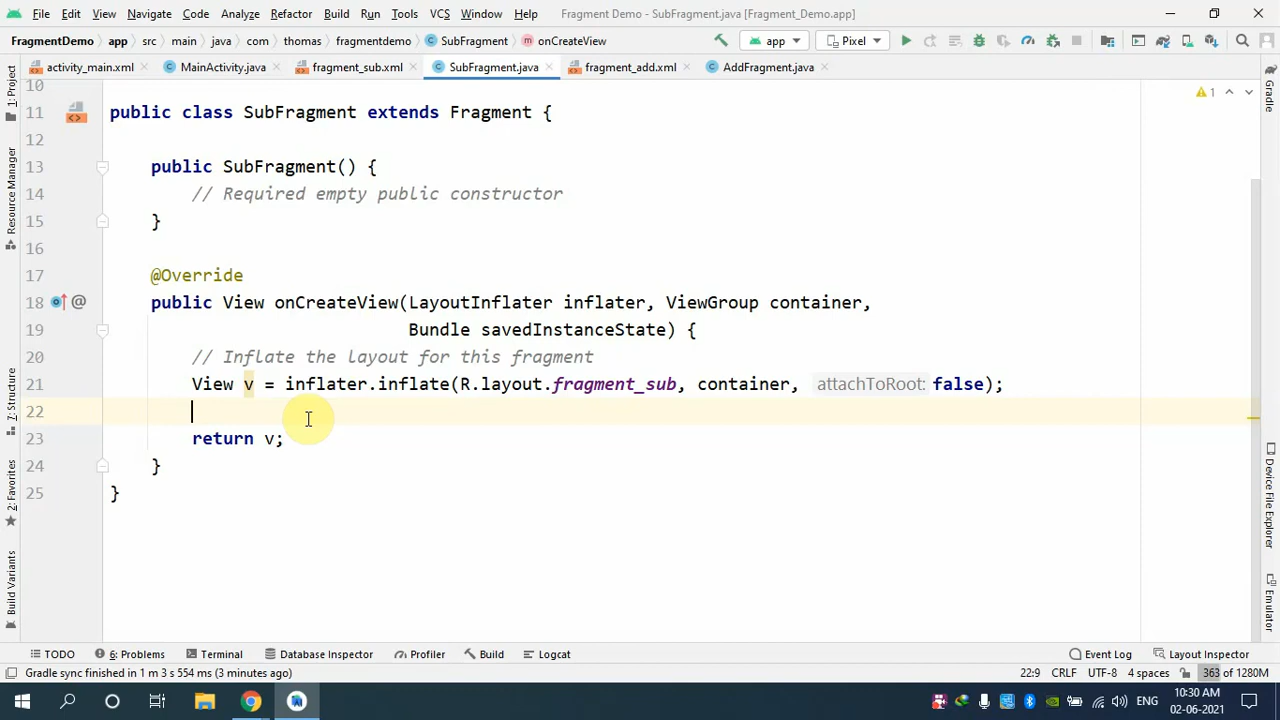 File Edit View Navigate Code Analyze Refactor Build Run Tools VCS Window Help Fragment Demo - SubFragment.java [Fragment_Demo.app]
FragmentDemo app src main java com thomas fragmentdemo SubFragment onCreateView app Pixel
activity_main.xml MainActivity.java fragment_sub.xml SubFragment.java fragment_add.xml AddFragment.java
1: Project
Resource Manager
7: Structure
2: Favorites
Build Variants
10
11 public class SubFragment extends Fragment {
1
12
13 public SubFragment() {
14 // Required empty public constructor
15 }
16
17 @Override
18 @ public View onCreateView(LayoutInflater inflater, ViewGroup container,
19 Bundle savedInstanceState) {
20 // Inflate the layout for this fragment
21 View v = inflater.inflate(R.layout.fragment_sub, container, attachToRoot: false);
22
23 return v;
24 }
25 }
Gradle
Device File Explorer
Emulator
TODO 6: Problems Terminal Database Inspector Profiler Build Logcat Event Log Layout Inspector
Gradle sync finished in 1 m 3 s 554 ms (3 minutes ago) 22:9 CRLF UTF-8 4 spaces 363 of 1280M
ENG 10:30 AM
02-06-2021